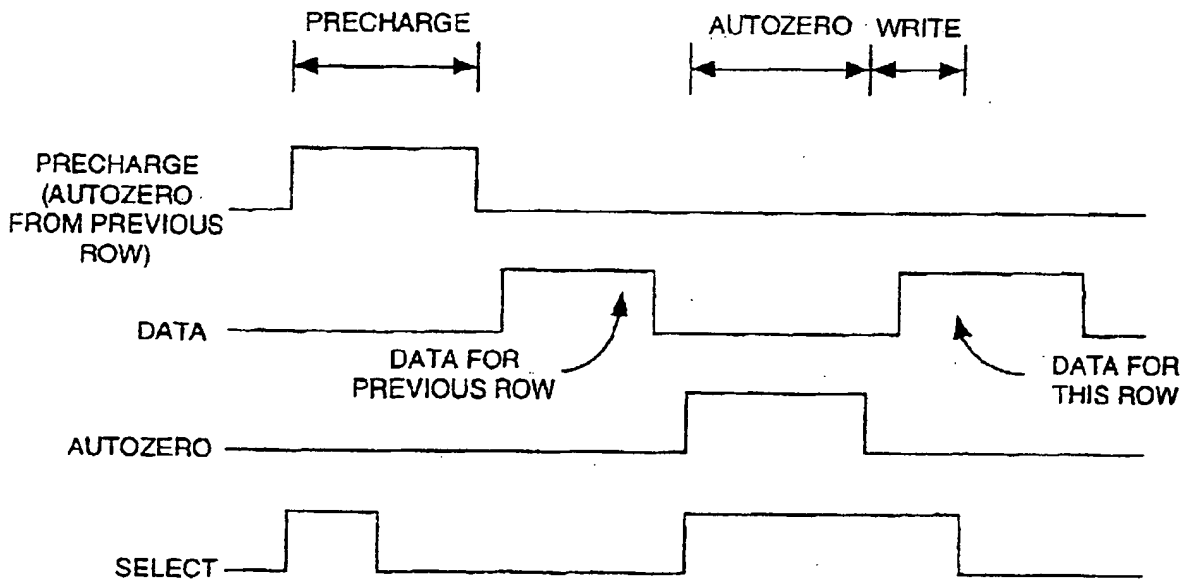 PRECHARGE
AUTOZERO
WRITE
PRECHARGE
(AUTOZERO
FROM PREVIOUS
ROW)
DATA
DATA FOR
PREVIOUS ROW
DATA FOR
THIS ROW
AUTOZERO
SELECT